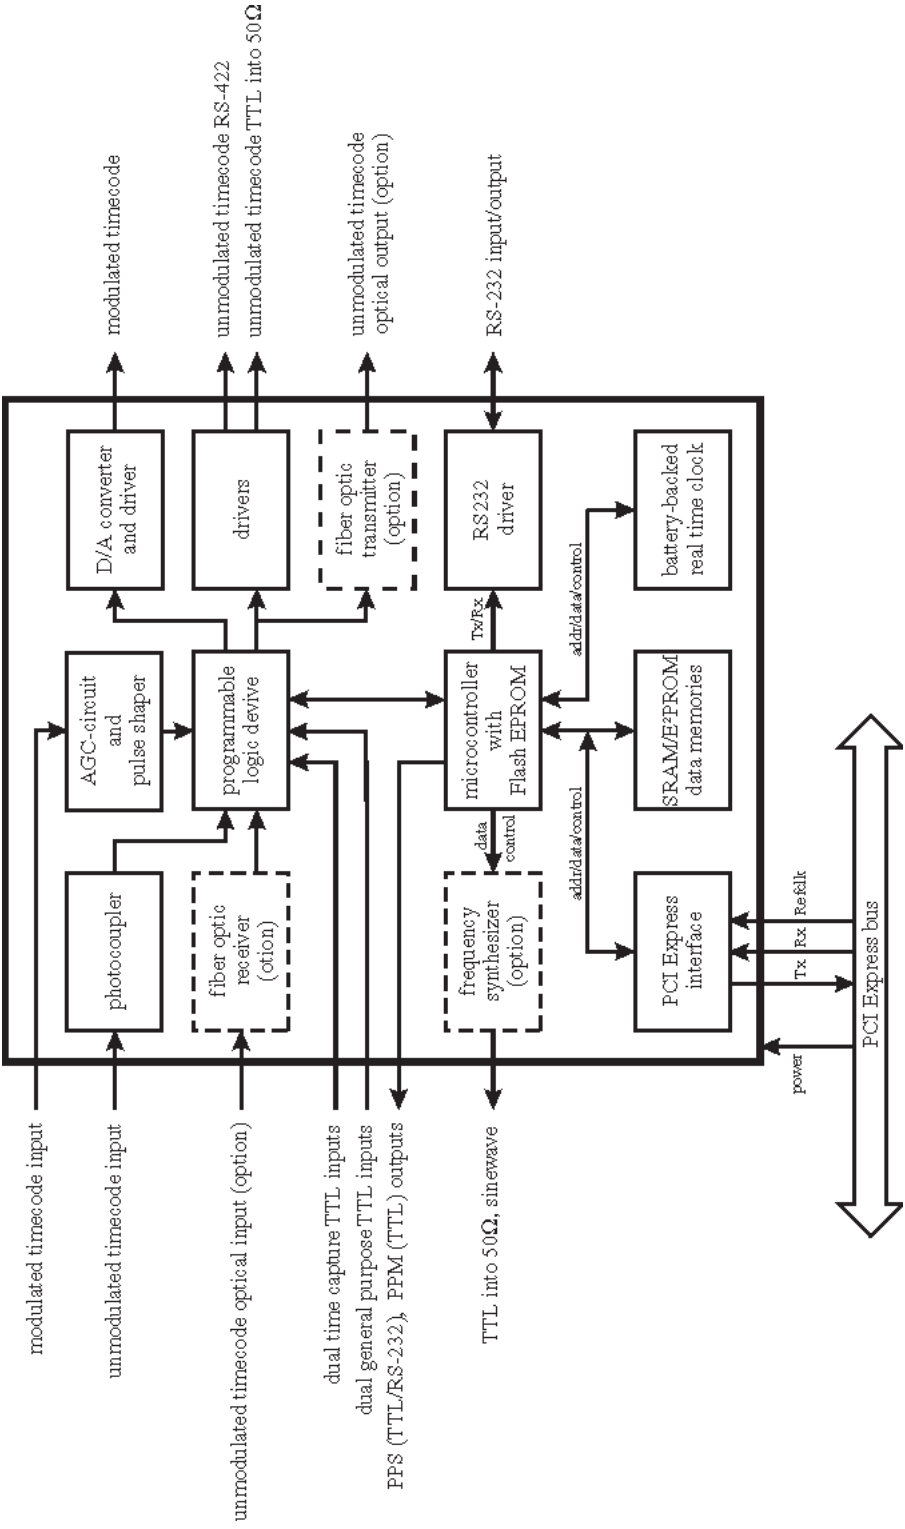 modulated timecode input
unmodulated timecode input
unmodulated timecode optical input (option)
dual time capture TTL inputs
dual general purpose TTL inputs
PPS (TTL/RS-232), PPM (TTL) outputs
TTL into 50Ω, sinewave
photocoupler
fiber optic
receiver
(otion)
frequency
synthesizer
(option)
PCI Express
interface
AGC-circuit
and
pulse shaper
programmable
logic devive
microcontroller
with
Flash EPROM
data
control
SRAM/E²PROM
data memories
addr/data/control
addr/data/control
Tx/Rx
D/A converter
and driver
drivers
fiber optic
transmitter
(option)
RS232
driver
battery-backed
real time clock
modulated timecode
unmodulated timecode RS-422
unmodulated timecode TTL into 50Ω
unmodulated timecode
optical output (option)
RS-232 input/output
power
Tx
Rx
Refdlk
PCI Express bus